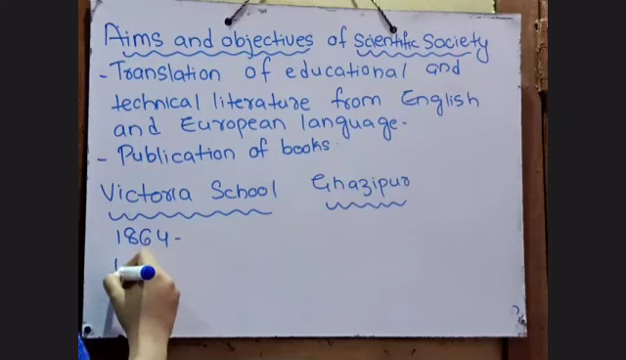 Aims and objectives of Scientific Society
- Translation of educational and
technical literature from English
and European language.
- Publication of books.
Victoria School Ghazipur
1864-